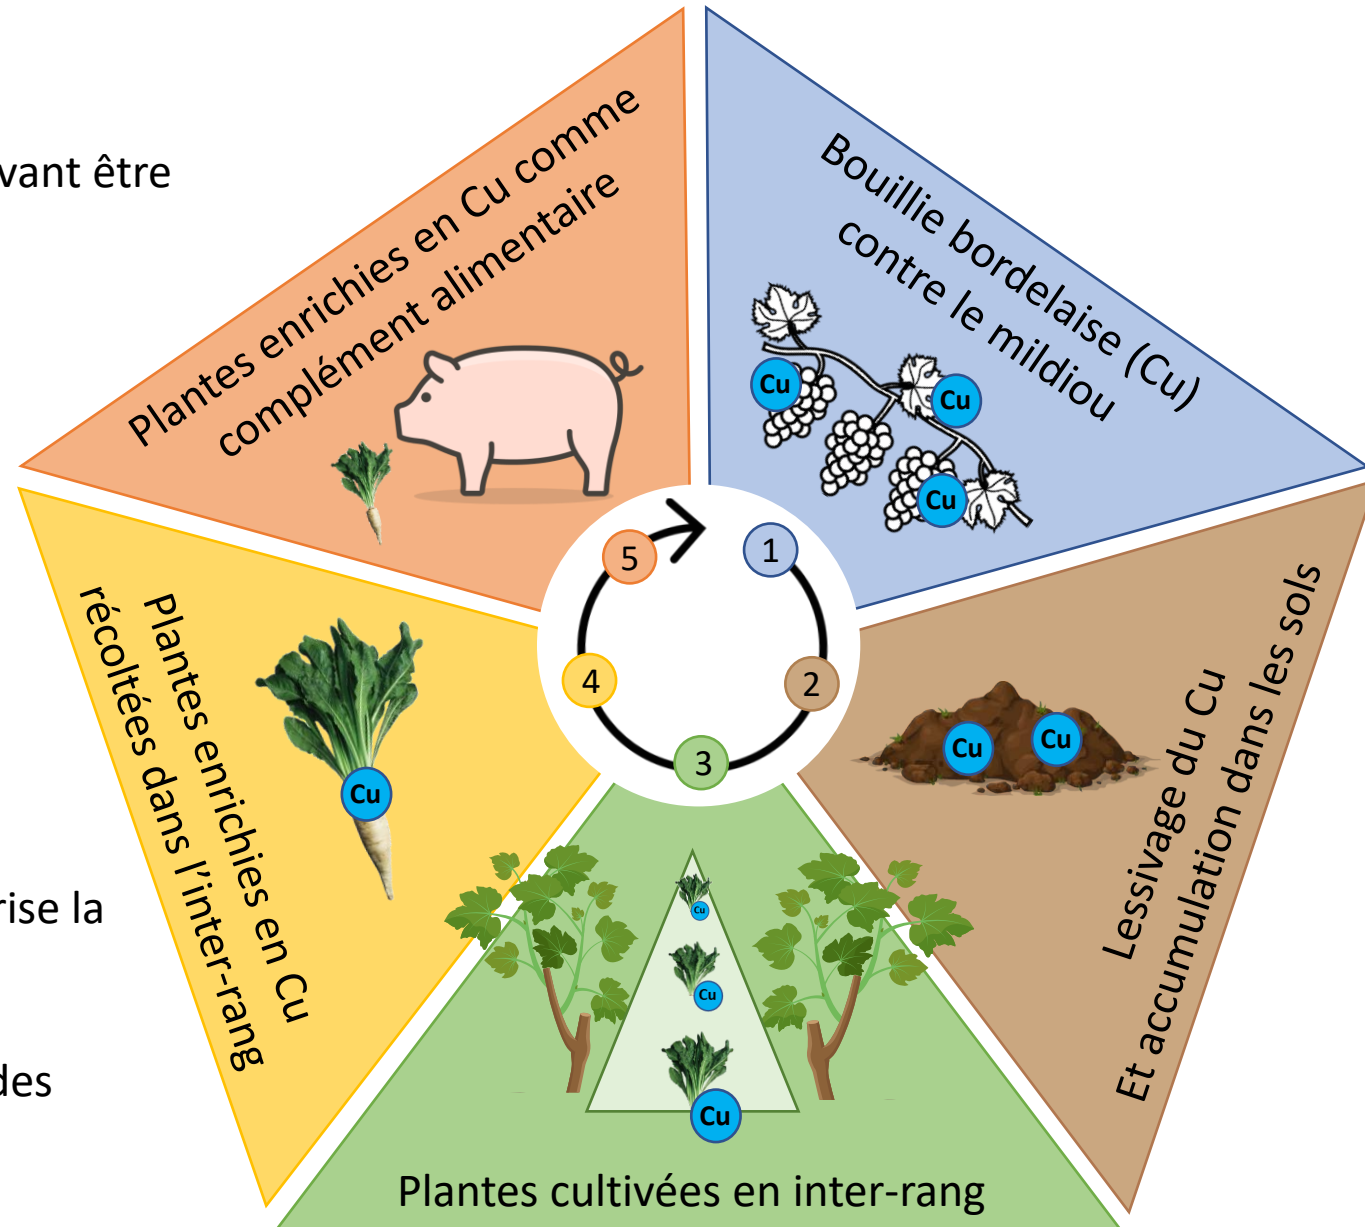 vant être
rise la
des
Bouillie bordelaise (Cu)
contre le mildiou
Cu
Cu
Cu
Lessivage du Cu
Et accumulation dans les sols
Cu
Cu
Cu
Cu
Cu
Plantes cultivées en inter-rang
Plantes enrichies en Cu
récoltées dans l'inter-rang
Cu
Plantes enrichies en Cu comme
complément alimentaire
1
2
3
4
5